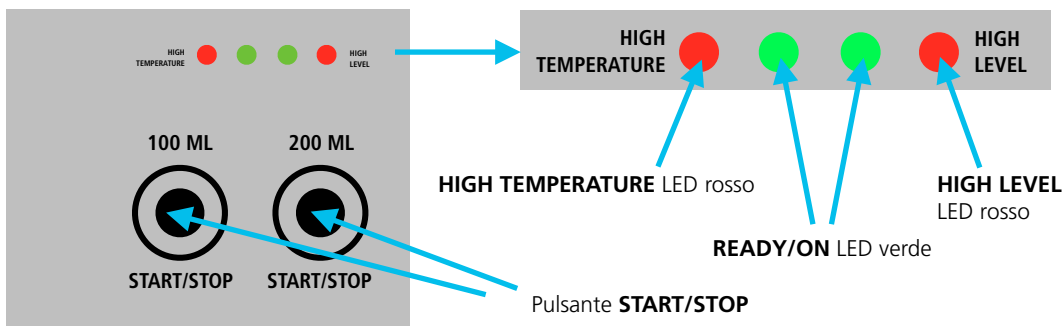 HIGH
TEMPERATURE
HIGH
LEVEL
100 ML
200 ML
START/STOP
START/STOP
HIGH
TEMPERATURE
HIGH
LEVEL
HIGH TEMPERATURE LED rosso
HIGH LEVEL
LED rosso
READY/ON LED verde
Pulsante START/STOP